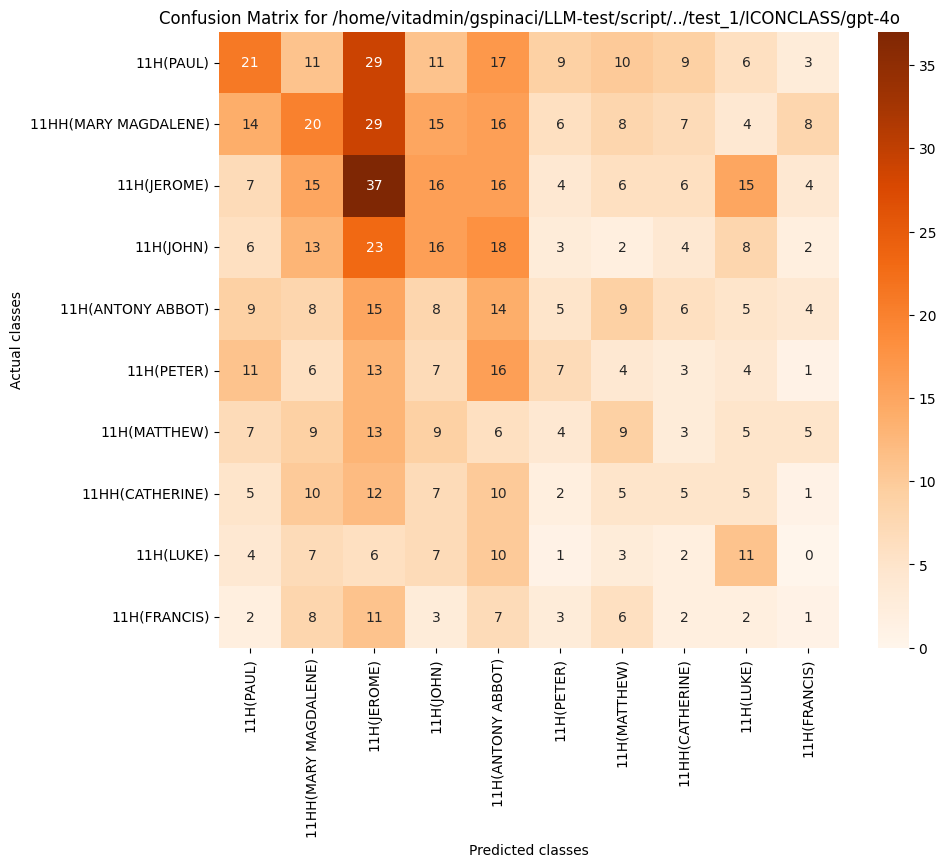 Confusion Matrix for /home/vitadmin/gspinaci/LLM-test/script/../test_1/ICONCLASS/gpt-4o
Actual classes
11H(PAUL) 21 11 29 11 17 9 10 9 6 3
11HH(MARY MAGDALENE) 14 20 29 15 16 6 8 7 4 8
11H(JEROME) 7 15 37 16 16 4 6 6 15 4
11H(JOHN) 6 13 23 16 18 3 2 4 8 2
11H(ANTONY ABBOT) 9 8 15 8 14 5 9 6 5 4
11H(PETER) 11 6 13 7 16 7 4 3 4 1
11H(MATTHEW) 7 9 13 9 6 4 9 3 5 5
11HH(CATHERINE) 5 10 12 7 10 2 5 5 5 1
11H(LUKE) 4 7 6 7 10 1 3 2 11 0
11H(FRANCIS) 2 8 11 3 7 3 6 2 2 1
11H(PAUL)
11HH(MARY MAGDALENE)
11H(JEROME)
11H(JOHN)
11H(ANTONY ABBOT)
11H(PETER)
11H(MATTHEW)
11HH(CATHERINE)
11H(LUKE)
11H(FRANCIS)
Predicted classes
35
30
25
20
15
10
5
0